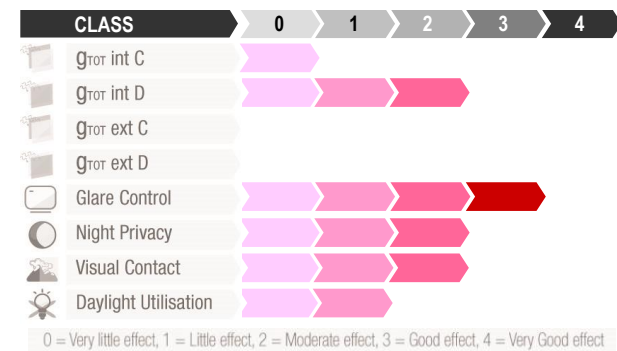 CLASS 0 1 2 3 4
gTOT int C
gTOT int D
gTOT ext C
gTOT ext D
Glare Control
Night Privacy
Visual Contact
Daylight Utilisation
0 = Very little effect, 1 = Little effect, 2 = Moderate effect, 3 = Good effect, 4 = Very Good effect